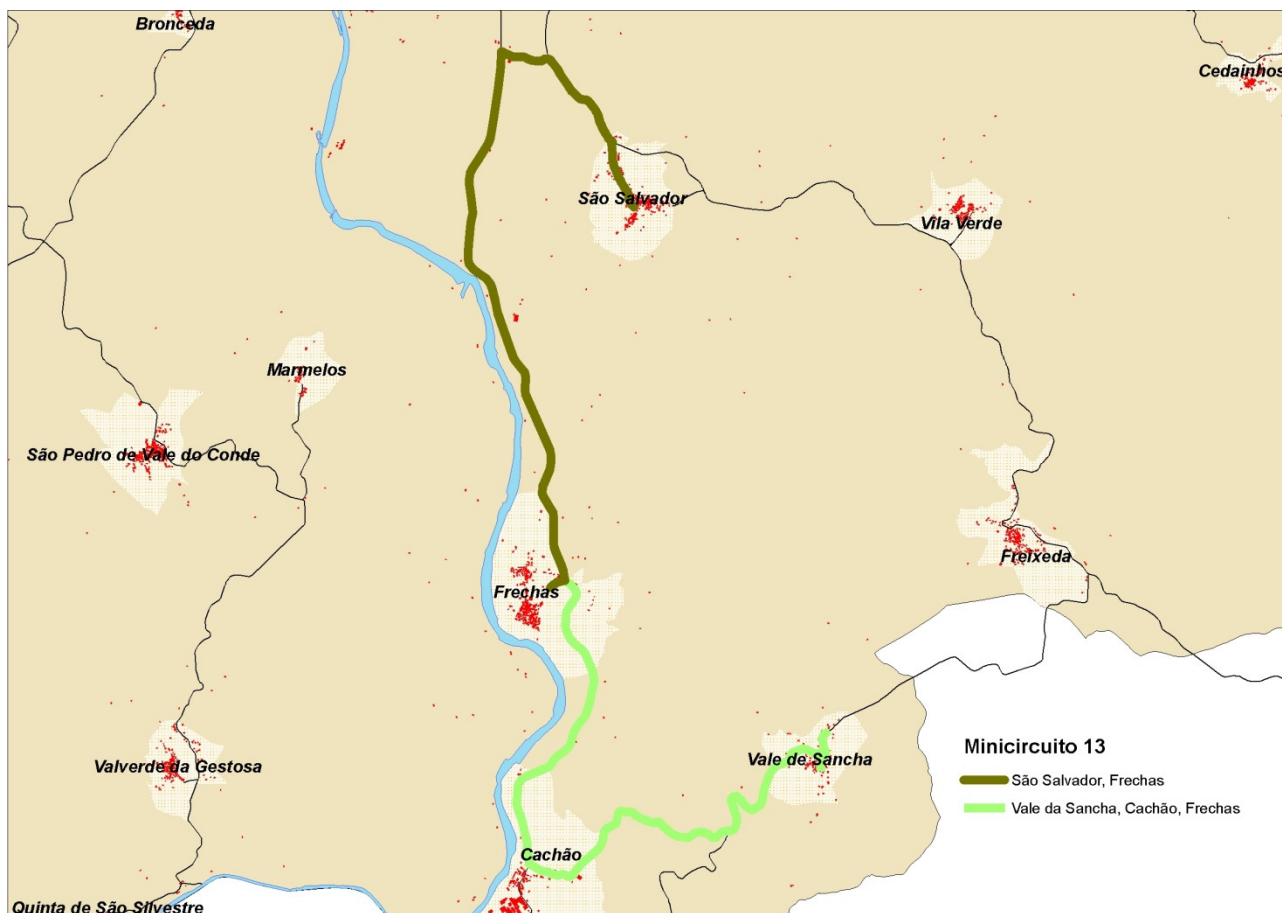 Bronceda
Cedainhos
São Salvador
Vila Verde
Marmelos
São Pedro de Vale do Conde
Freixeda
Frechas
Minicircuito 13
Vale de Sancha
Valverde da Gestosa
São Salvador, Frechas
Vale da Sancha, Cachão, Frechas
Cachão
Quinta de São Silvestre